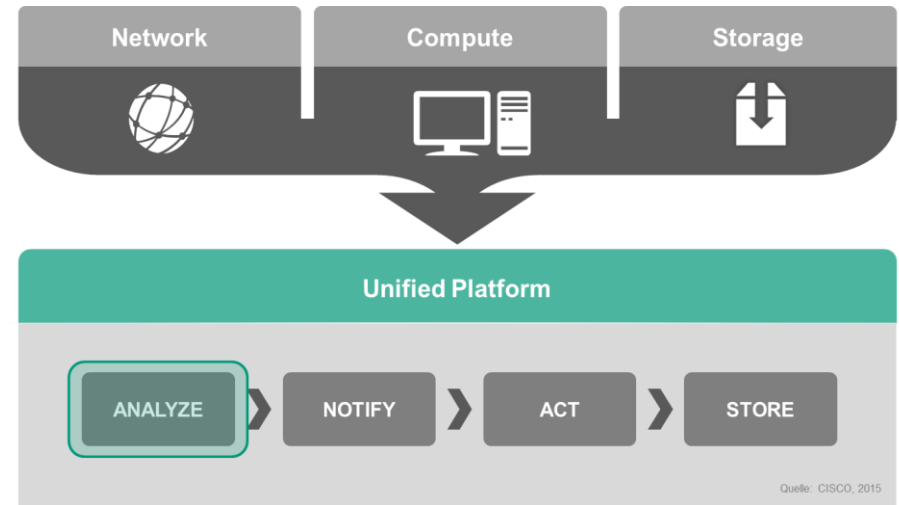 Network
Compute
Storage
Unified Platform
ANALYZE
NOTIFY
ACT
STORE
Quelle: CISCO, 2015